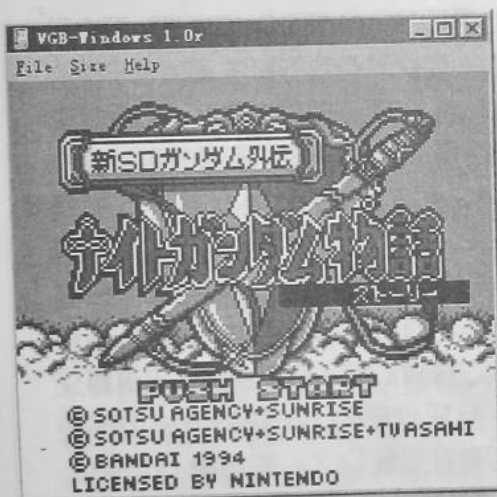 VGB-Windows 1.0r
File Size Help
新SDガンダム外伝
ナイトガンダム物語
ストーリー
PUSH START
© SOTSU AGENCY+SUNRISE
© SOTSU AGENCY+SUNRISE+TV ASAHI
© BANDAI 1994
LICENSED BY NINTENDO